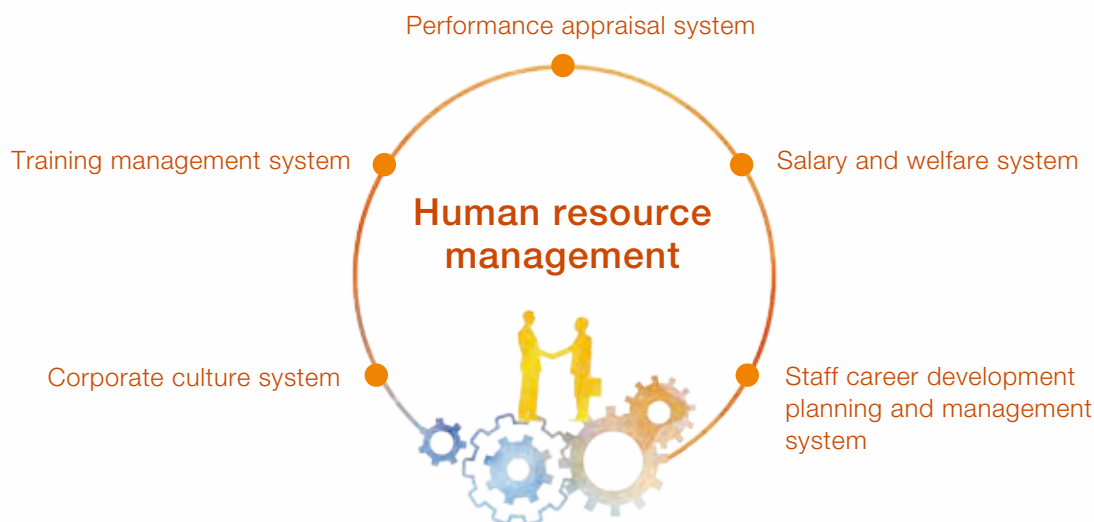 Performance appraisal system
Training management system
Salary and welfare system
Human resource
management
Corporate culture system
Staff career development
planning and management
system